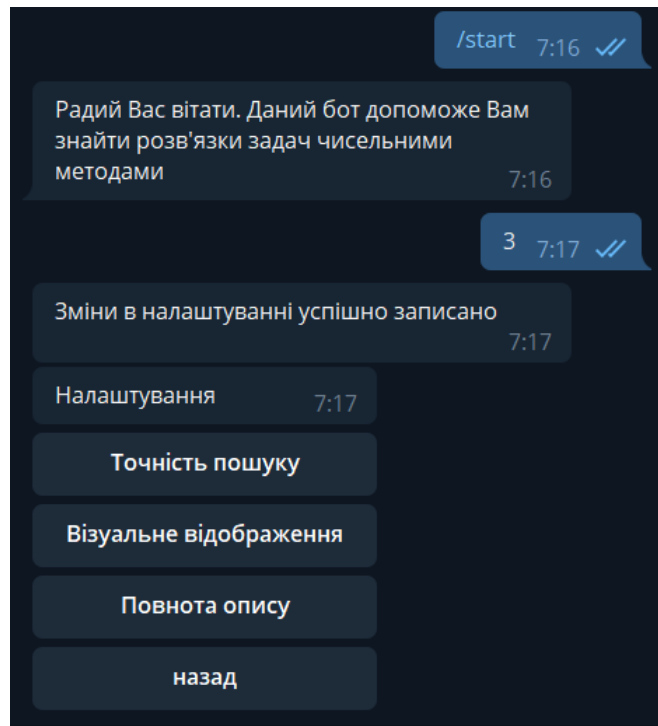 /start 7:16
Радий Вас вітати. Даний бот допоможе Вам
знайти розв'язки задач чисельними
методами
7:16
3 7:17
Зміни в налаштуванні успішно записано
7:17
Налаштування 7:17
Точність пошуку
Візуальне відображення
Повнота опису
назад